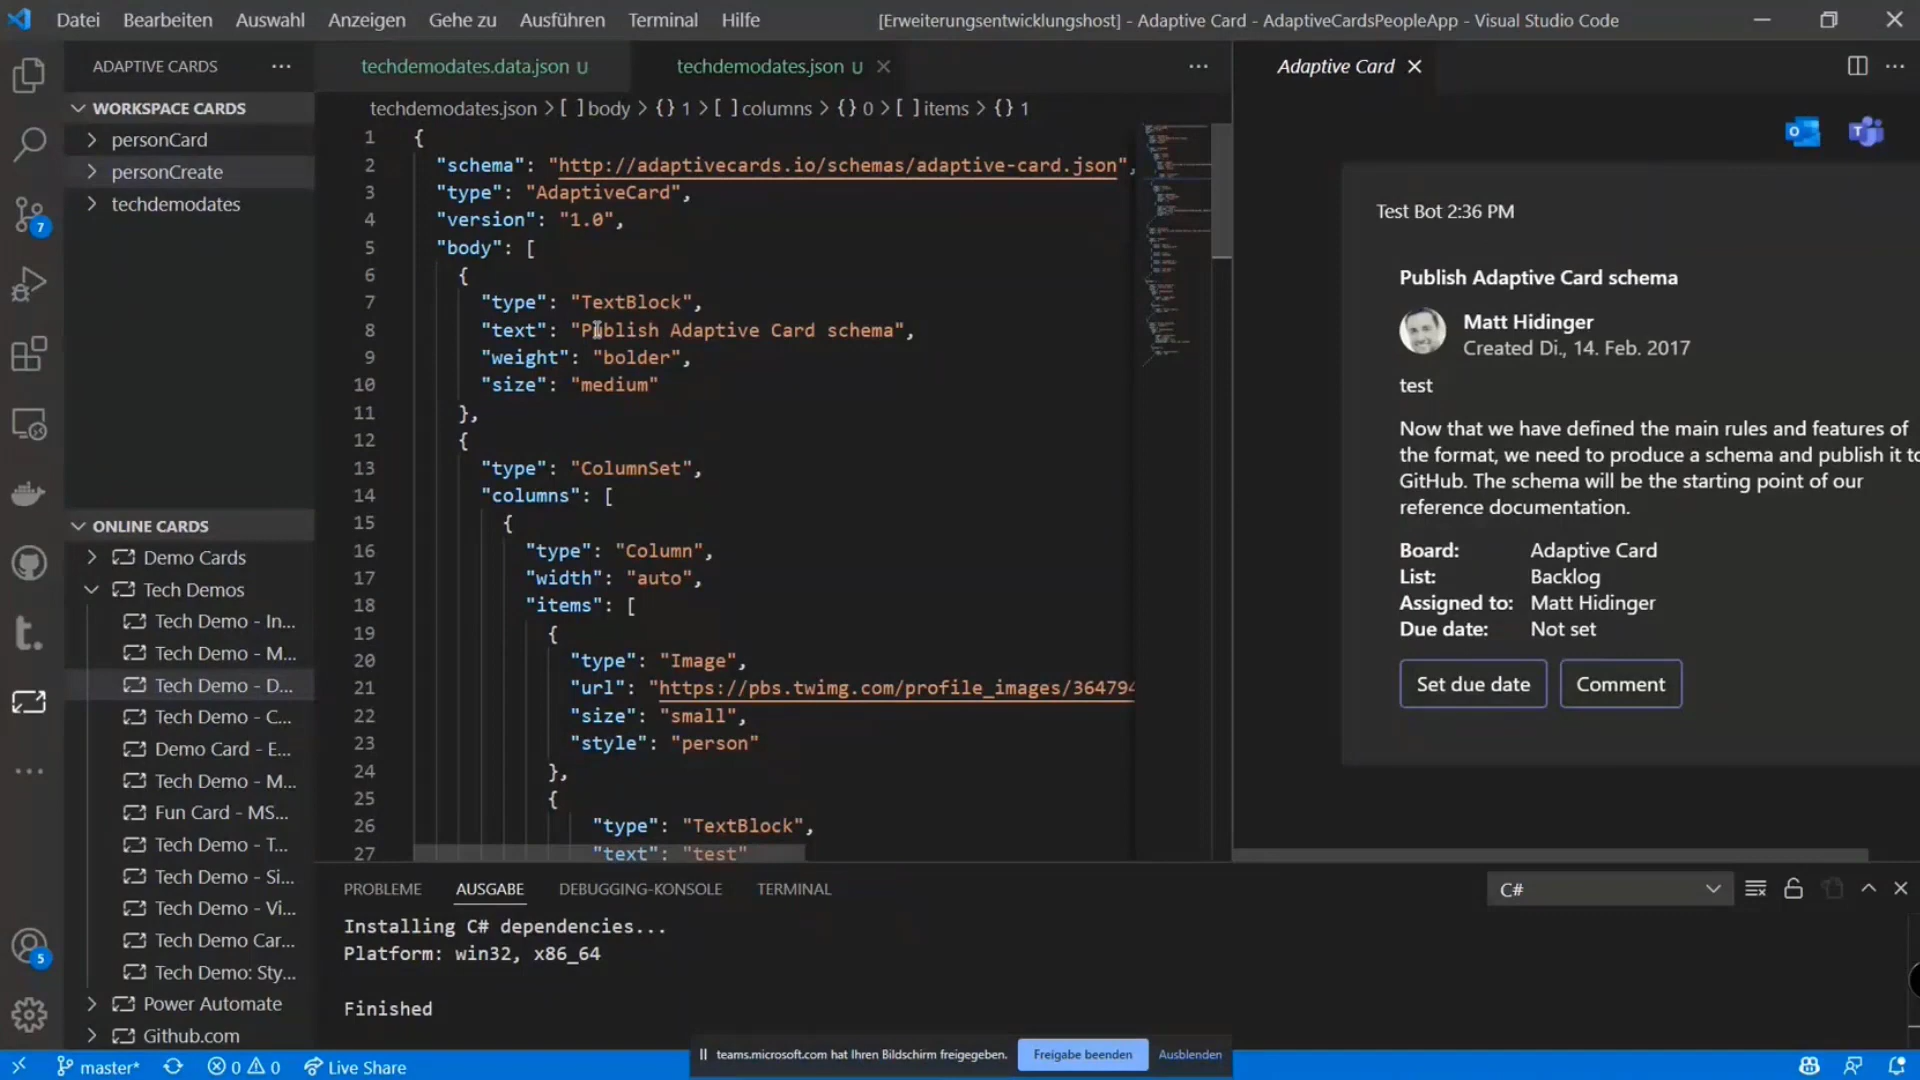 Datei Bearbeiten Auswahl Anzeigen Gehe zu Ausführen Terminal Hilfe
[Erweiterungsentwicklungshost] - Adaptive Card - AdaptiveCardsPeopleApp - Visual Studio Code
ADAPTIVE CARDS
WORKSPACE CARDS
personCard
personCreate
techdemodates
7
ONLINE CARDS
Demo Cards
Tech Demos
Tech Demo - In...
Tech Demo - M...
Tech Demo - D...
Tech Demo - C...
Demo Card - E...
Tech Demo - M...
Fun Card - MS...
Tech Demo - T...
Tech Demo - Si...
Tech Demo - Vi...
Tech Demo Car...
Tech Demo: Sty...
Power Automate
Github.com
5
techdemodates.data.json U
techdemodates.json U
techdemodates.json > [ ] body > {} 1 > [ ] columns > {} 0 > [ ] items > {} 1
1 {
2 "schema": "http://adaptivecards.io/schemas/adaptive-card.json",
3 "type": "AdaptiveCard",
4 "version": "1.0",
5 "body": [
6 {
7 "type": "TextBlock",
8 "text": "Publish Adaptive Card schema",
9 "weight": "bolder",
10 "size": "medium"
11 },
12 {
13 "type": "ColumnSet",
14 "columns": [
15 {
16 "type": "Column",
17 "width": "auto",
18 "items": [
19 {
20 "type": "Image",
21 "url": "https://pbs.twimg.com/profile_images/364794
22 "size": "small",
23 "style": "person"
24 },
25 {
26 "type": "TextBlock",
27 "text": "test"
Adaptive Card
Test Bot 2:36 PM
Publish Adaptive Card schema
Matt Hidinger
Created Di., 14. Feb. 2017
test
Now that we have defined the main rules and features of
the format, we need to produce a schema and publish it to
GitHub. The schema will be the starting point of our
reference documentation.
Board: Adaptive Card
List: Backlog
Assigned to: Matt Hidinger
Due date: Not set
Set due date Comment
PROBLEME AUSGABE DEBUGGING-KONSOLE TERMINAL
C#
Installing C# dependencies...
Platform: win32, x86_64
Finished
teams.microsoft.com hat Ihren Bildschirm freigegeben. Freigabe beenden Ausblenden
master* 0 0 Live Share